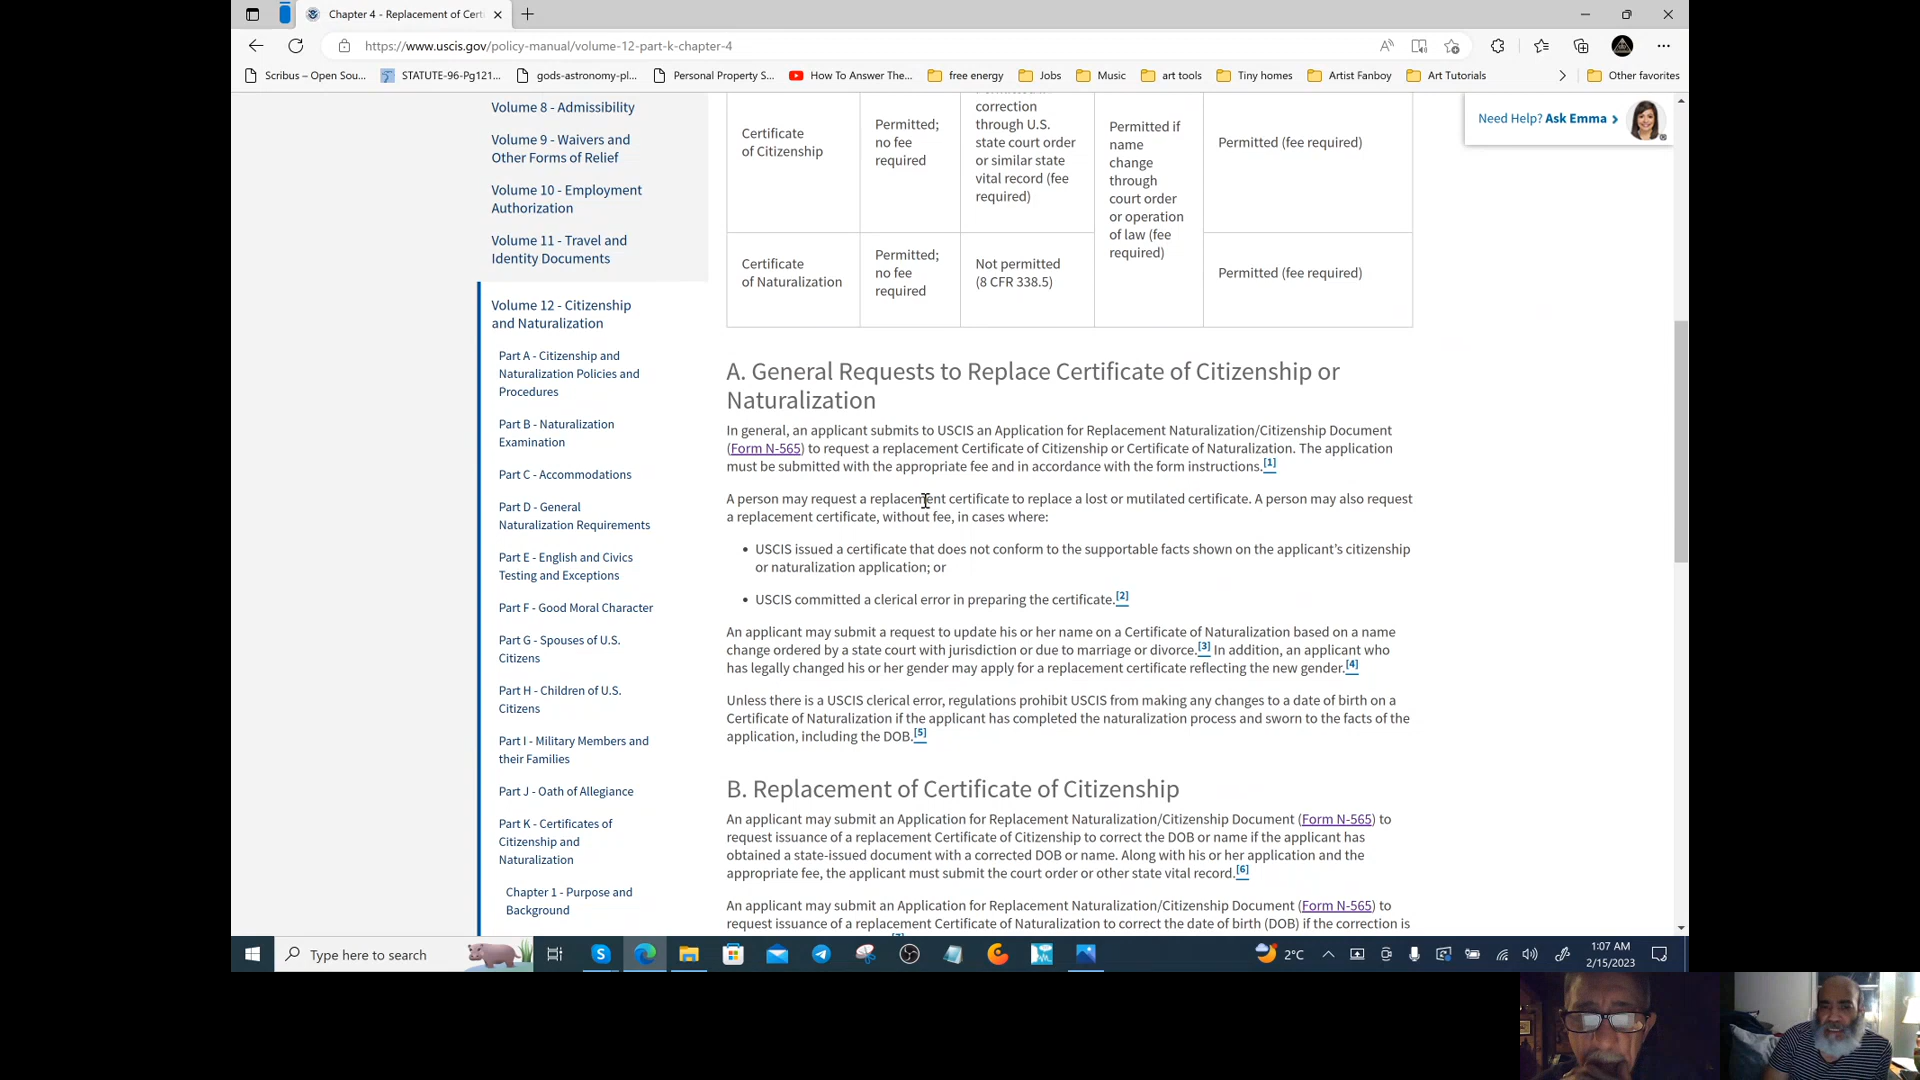 Chapter 4 - Replacement of Cert
https://www.uscis.gov/policy-manual/volume-12-part-k-chapter-4
Scribus – Open Sou...
STATUTE-96-Pg121...
gods-astronomy-pl...
Personal Property S...
How To Answer The...
free energy
Jobs
Music
art tools
Tiny homes
Artist Fanboy
Art Tutorials
Other favorites
Need Help? Ask Emma
Volume 8 - Admissibility
Volume 9 - Waivers and
Other Forms of Relief
Volume 10 - Employment
Authorization
Volume 11 - Travel and
Identity Documents
Volume 12 - Citizenship
and Naturalization
Part A - Citizenship and
Naturalization Policies and
Procedures
Part B - Naturalization
Examination
Part C - Accommodations
Part D - General
Naturalization Requirements
Part E - English and Civics
Testing and Exceptions
Part F - Good Moral Character
Part G - Spouses of U.S.
Citizens
Part H - Children of U.S.
Citizens
Part I - Military Members and
their Families
Part J - Oath of Allegiance
Part K - Certificates of
Citizenship and
Naturalization
Chapter 1 - Purpose and
Background
Certificate
of Citizenship
Permitted;
no fee
required
correction
through U.S.
state court order
or similar state
vital record (fee
required)
Permitted if
name
change
through
court order
or operation
of law (fee
required)
Permitted (fee required)
Certificate
of Naturalization
Permitted;
no fee
required
Not permitted
(8 CFR 338.5)
Permitted (fee required)
A. General Requests to Replace Certificate of Citizenship or
Naturalization
In general, an applicant submits to USCIS an Application for Replacement Naturalization/Citizenship Document
(Form N-565) to request a replacement Certificate of Citizenship or Certificate of Naturalization. The application
must be submitted with the appropriate fee and in accordance with the form instructions.[1]
A person may request a replacement certificate to replace a lost or mutilated certificate. A person may also request
a replacement certificate, without fee, in cases where:
• USCIS issued a certificate that does not conform to the supportable facts shown on the applicant's citizenship
or naturalization application; or
• USCIS committed a clerical error in preparing the certificate.[2]
An applicant may submit a request to update his or her name on a Certificate of Naturalization based on a name
change ordered by a state court with jurisdiction or due to marriage or divorce.[3] In addition, an applicant who
has legally changed his or her gender may apply for a replacement certificate reflecting the new gender.[4]
Unless there is a USCIS clerical error, regulations prohibit USCIS from making any changes to a date of birth on a
Certificate of Naturalization if the applicant has completed the naturalization process and sworn to the facts of the
application, including the DOB.[5]
B. Replacement of Certificate of Citizenship
An applicant may submit an Application for Replacement Naturalization/Citizenship Document (Form N-565) to
request issuance of a replacement Certificate of Citizenship to correct the DOB or name if the applicant has
obtained a state-issued document with a corrected DOB or name. Along with his or her application and the
appropriate fee, the applicant must submit the court order or other state vital record.[6]
An applicant may submit an Application for Replacement Naturalization/Citizenship Document (Form N-565) to
request issuance of a replacement Certificate of Naturalization to correct the date of birth (DOB) if the correction is
Type here to search
2°C
1:07 AM
2/15/2023